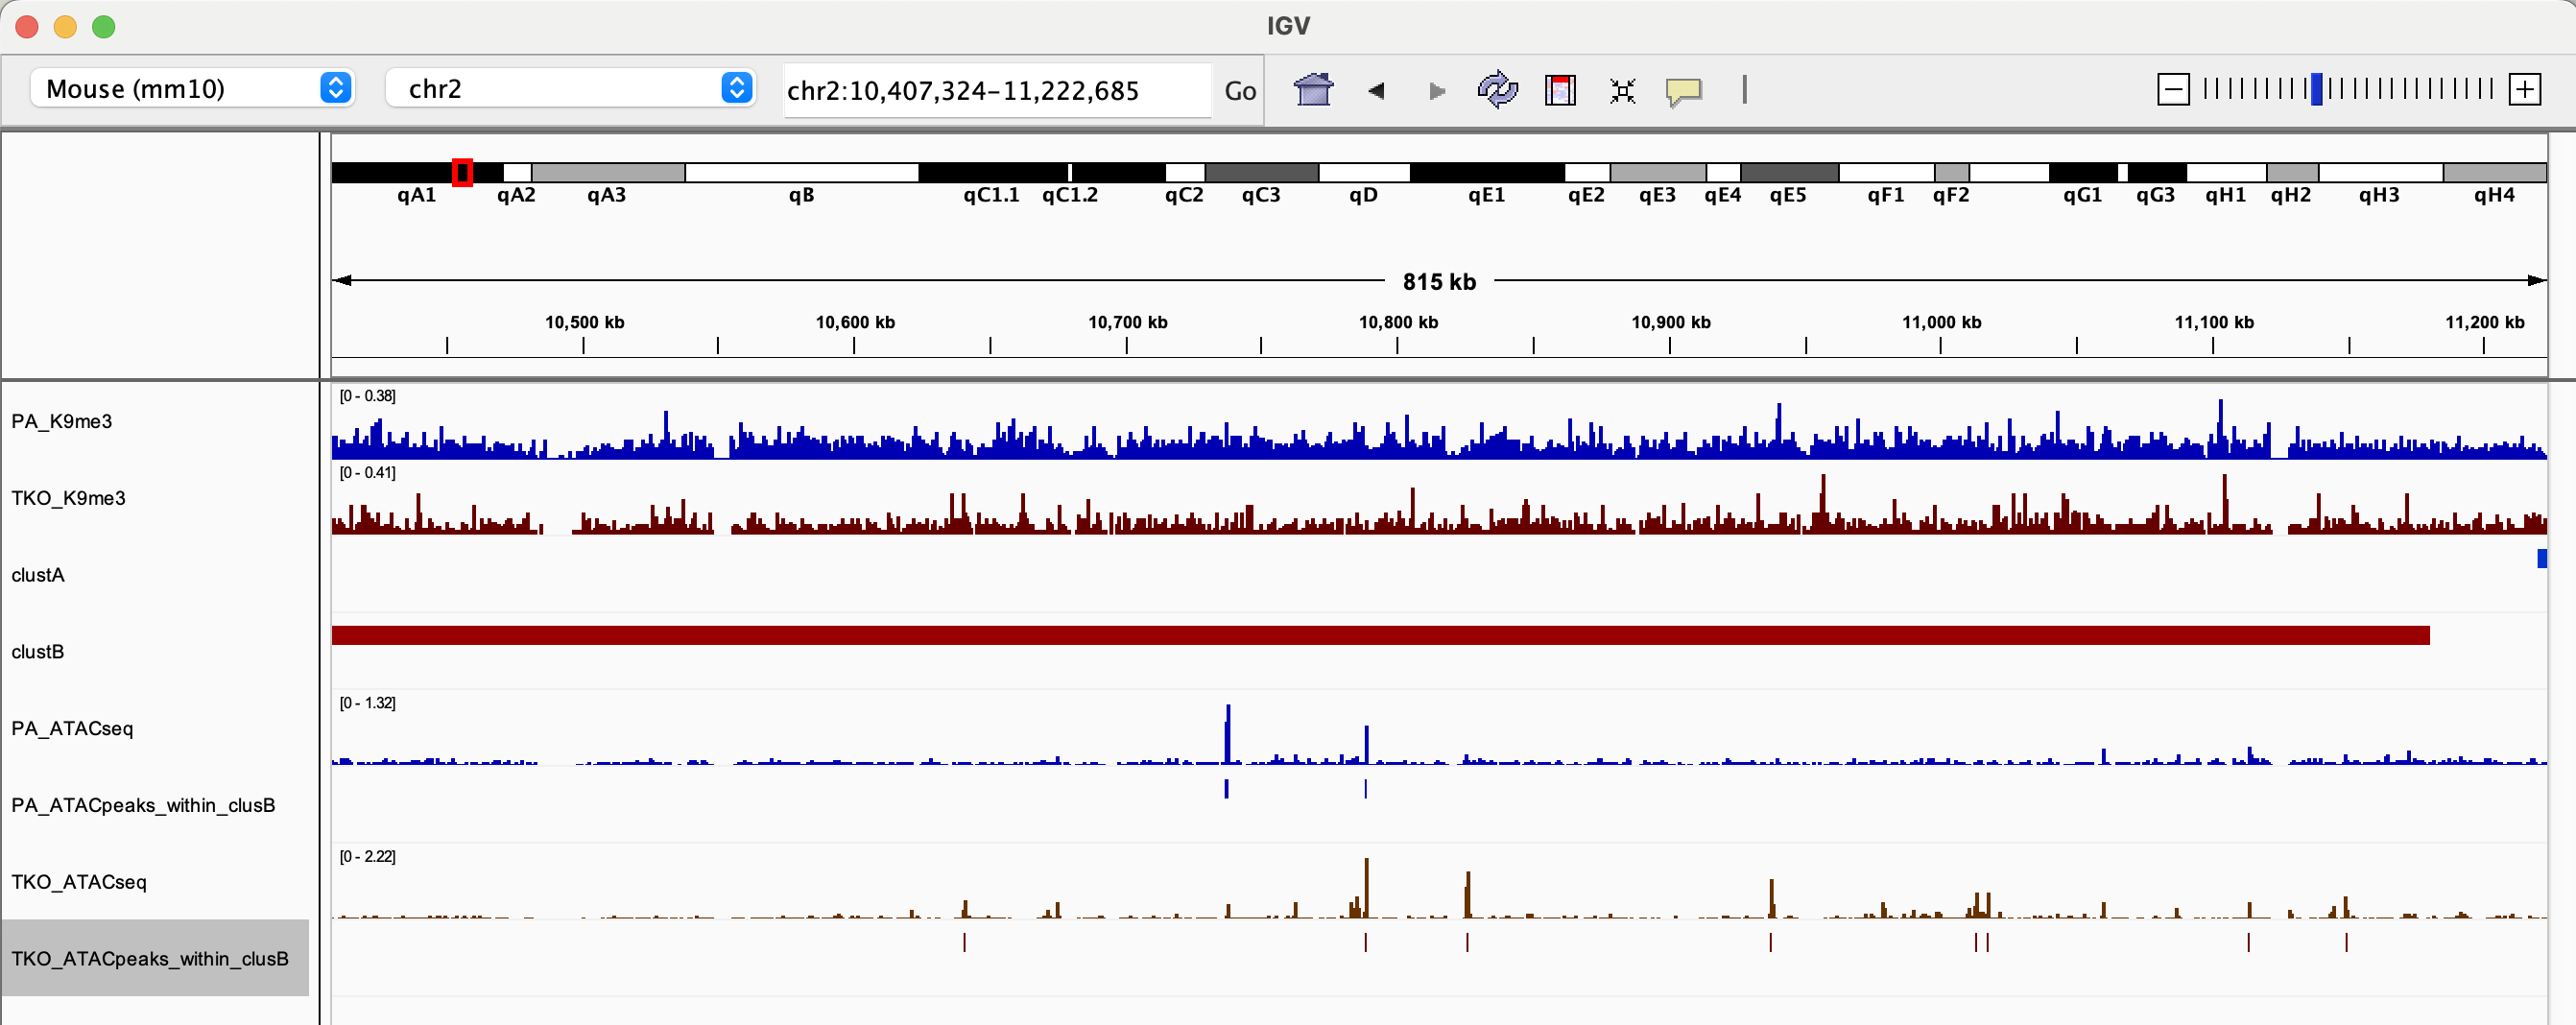 IGV
Mouse (mm10) chr2 chr2:10,407,324-11,222,685 Go
qA1 qA2 qA3 qB qC1.1 qC1.2 qC2 qC3 qD qE1 qE2 qE3 qE4 qE5 qF1 qF2 qG1 qG3 qH1 qH2 qH3 qH4
815 kb
10,500 kb 10,600 kb 10,700 kb 10,800 kb 10,900 kb 11,000 kb 11,100 kb 11,200 kb
[0 - 0.38]
PA_K9me3
[0 - 0.41]
TKO_K9me3
clustA
clustB
[0 - 1.32]
PA_ATACseq
PA_ATACpeaks_within_clusB
[0 - 2.22]
TKO_ATACseq
TKO_ATACpeaks_within_clusB